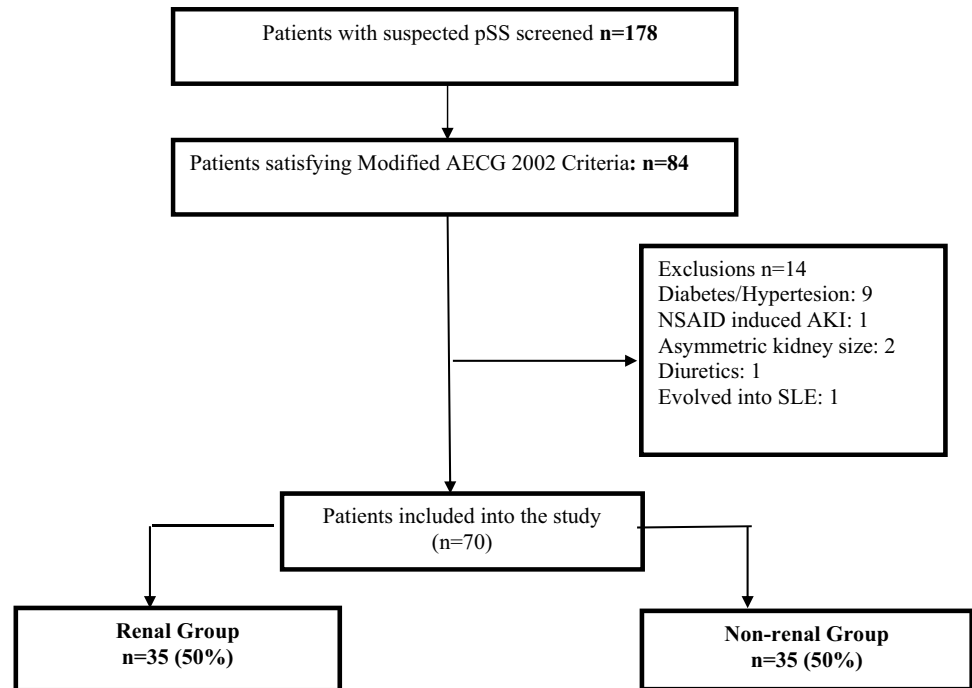 Patients with suspected pSS screened n=178
Patients satisfying Modified AECG 2002 Criteria: n=84
Exclusions n=14
Diabetes/Hypertesion: 9
NSAID induced AKI: 1
Asymmetric kidney size: 2
Diuretics: 1
Evolved into SLE: 1
Patients included into the study
(n=70)
Renal Group
n=35 (50%)
Non-renal Group
n=35 (50%)